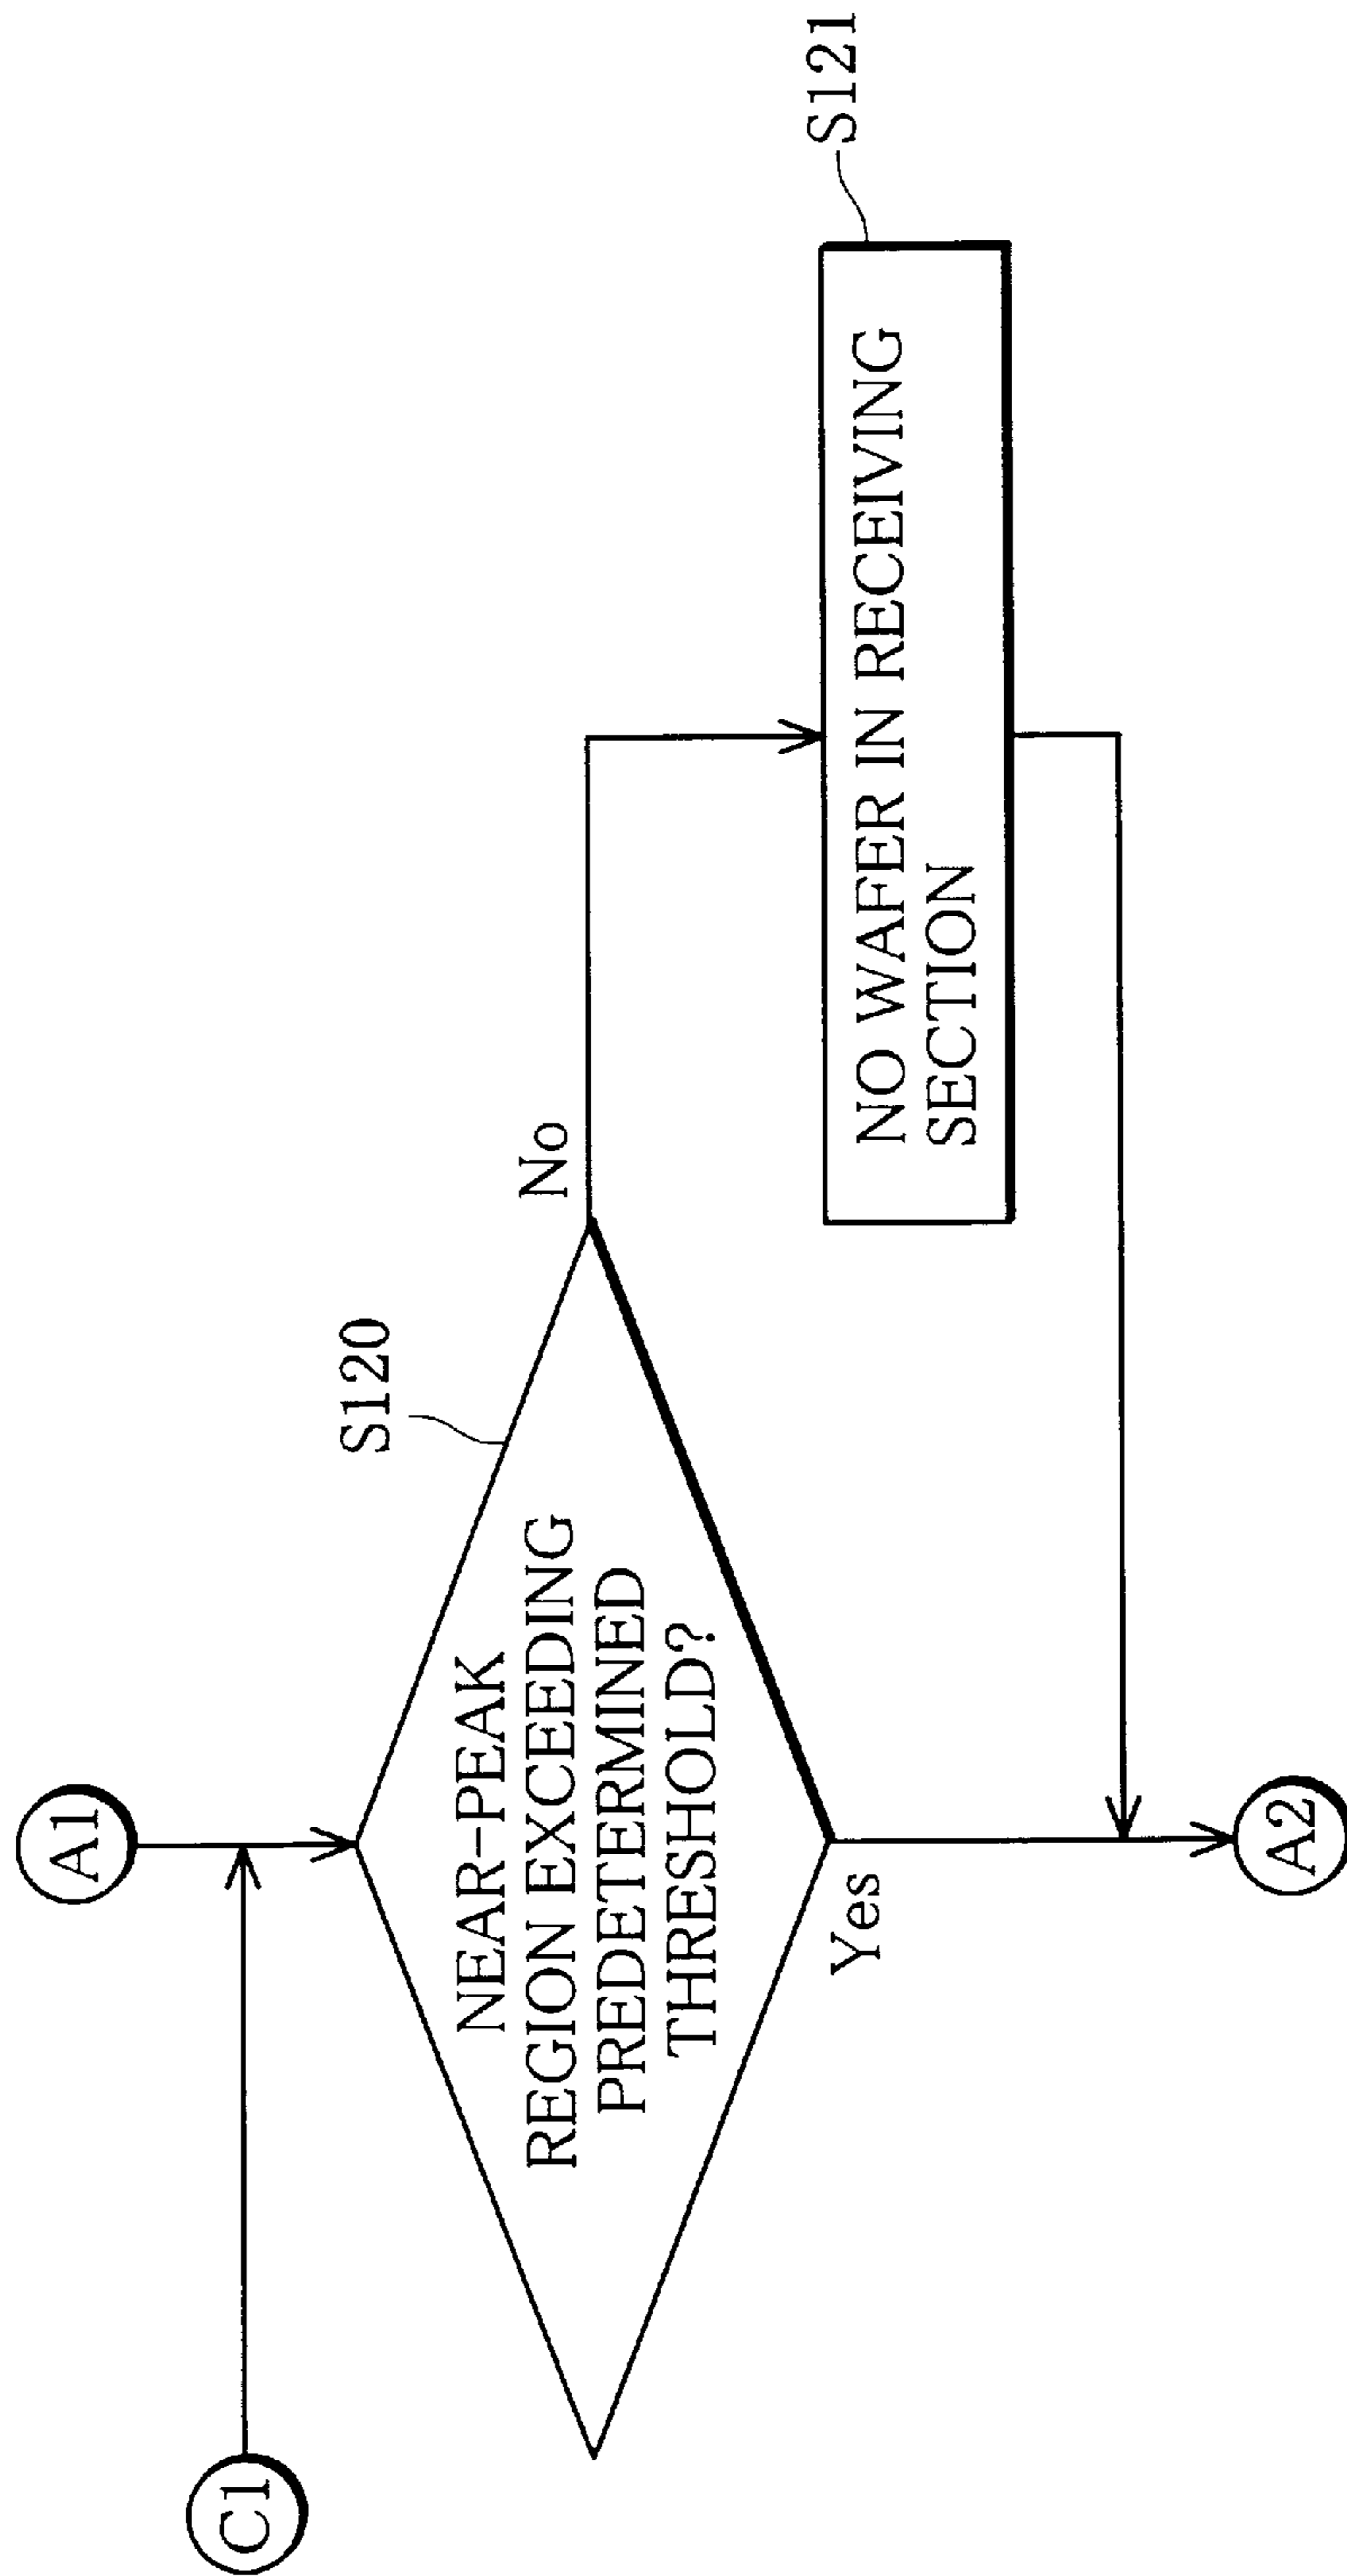 A1
C1
S120
NEAR-PEAK
REGION EXCEEDING
PREDETERMINED
THRESHOLD?
No
Yes
S121
NO WAFER IN RECEIVING
SECTION
A2